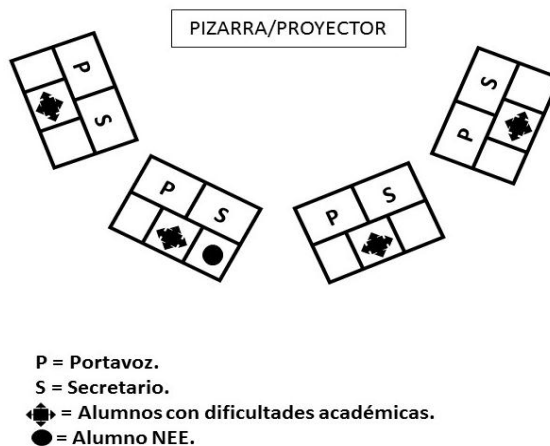 PIZARRA/PROYECTOR
P
S
P
S
P
S
P
S
P = Portavoz.
S = Secretario.
= Alumnos con dificultades académicas.
= Alumno NEE.